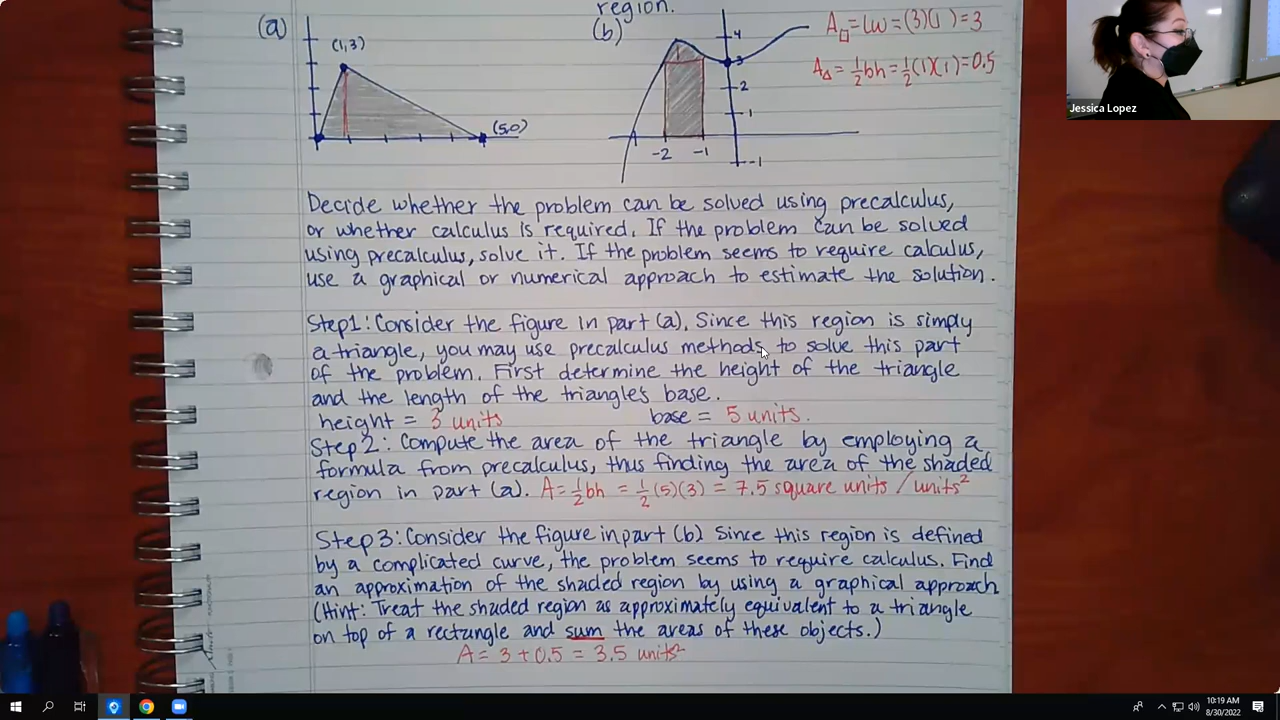 region.
(a)
(1,3)
(5,0)
(b)
4
3
2
1
-2 -1
-1
A□ = lw = (3)(1) = 3
A△ = ½bh = ½(1)(1) = 0.5
Jessica Lopez
Decide whether the problem can be solved using precalculus,
or whether calculus is required. If the problem can be solved
using precalculus, solve it. If the problem seems to require calculus,
use a graphical or numerical approach to estimate the solution.
Step1: Consider the figure in part (a). Since this region is simply
a triangle, you may use precalculus methods to solve this part
of the problem. First determine the height of the triangle
and the length of the triangle's base.
height = 3 units base = 5 units.
Step2: Compute the area of the triangle by employing a
formula from precalculus, thus finding the area of the shaded
region in part (a). A = ½bh = ½(5)(3) = 7.5 square units / units²
Step3: Consider the figure in part (b) Since this region is defined
by a complicated curve, the problem seems to require calculus. Find
an approximation of the shaded region by using a graphical approach
(Hint: Treat the shaded region as approximately equivalent to a triangle
on top of a rectangle and sum the areas of these objects.)
A = 3 + 0.5 = 3.5 units²
10:19 AM
8/30/2022